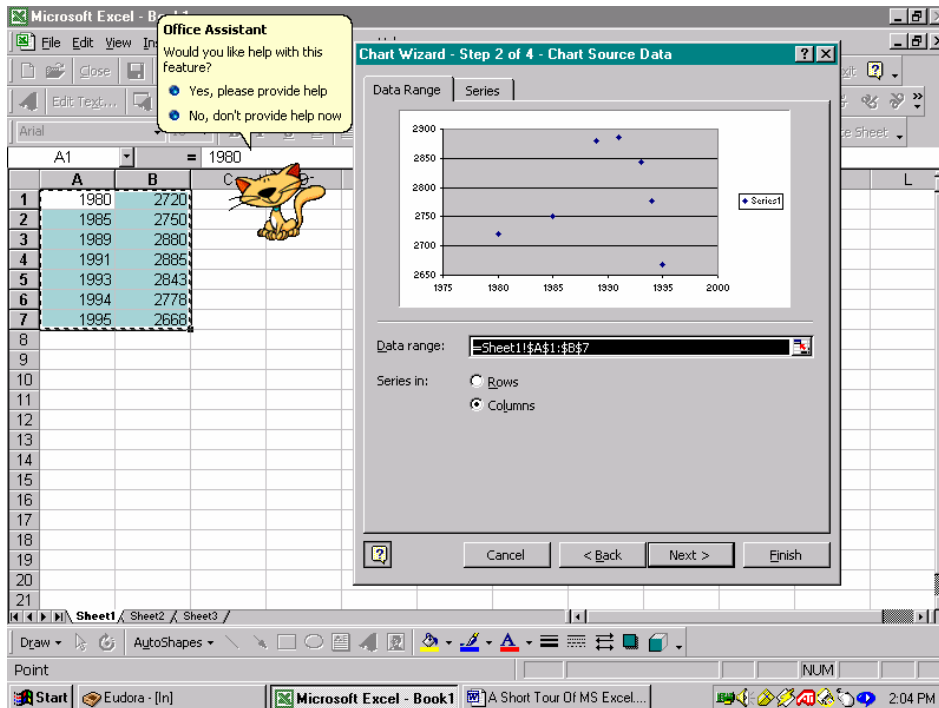 Microsoft Excel - Book1
Office Assistant
Would you like help with this
feature?
Yes, please provide help
No, don't provide help now
File Edit View
Close
Edit Text...
Arial
A1 = 1980
A B C L
1 1980 2720
2 1985 2750
3 1989 2880
4 1991 2885
5 1993 2843
6 1994 2778
7 1995 2668
8
9
10
11
12
13
14
15
16
17
18
19
20
21
Chart Wizard - Step 2 of 4 - Chart Source Data
Data Range Series
2900
2850
2800
2750
2700
2650
1975 1980 1985 1990 1995 2000
Series1
Data range: =Sheet1!$A$1:$B$7
Series in: Rows
Columns
Cancel < Back Next > Finish
Sheet1 Sheet2 Sheet3
Draw AutoShapes
Point NUM
Start Eudora - [In] Microsoft Excel - Book1 A Short Tour Of MS Excel.... 2:04 PM